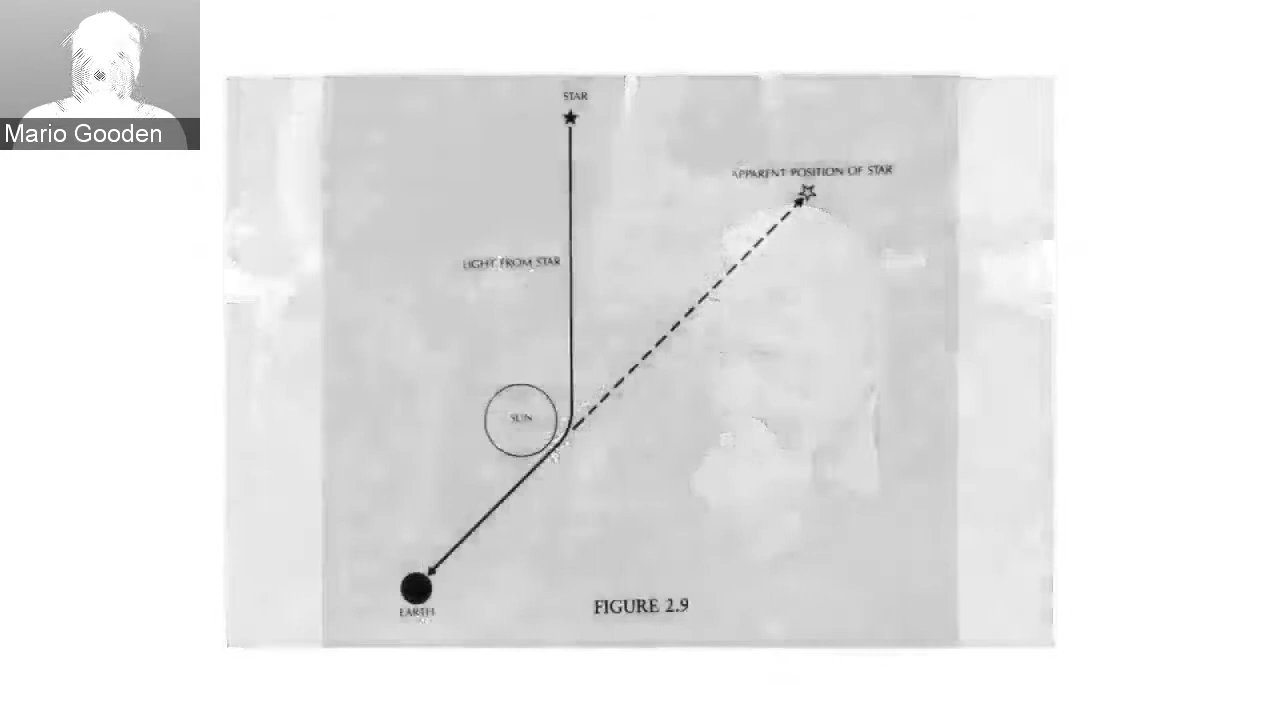 Mario Gooden
STAR
APPARENT POSITION OF STAR
LIGHT FROM STAR
SUN
EARTH
FIGURE 2.9